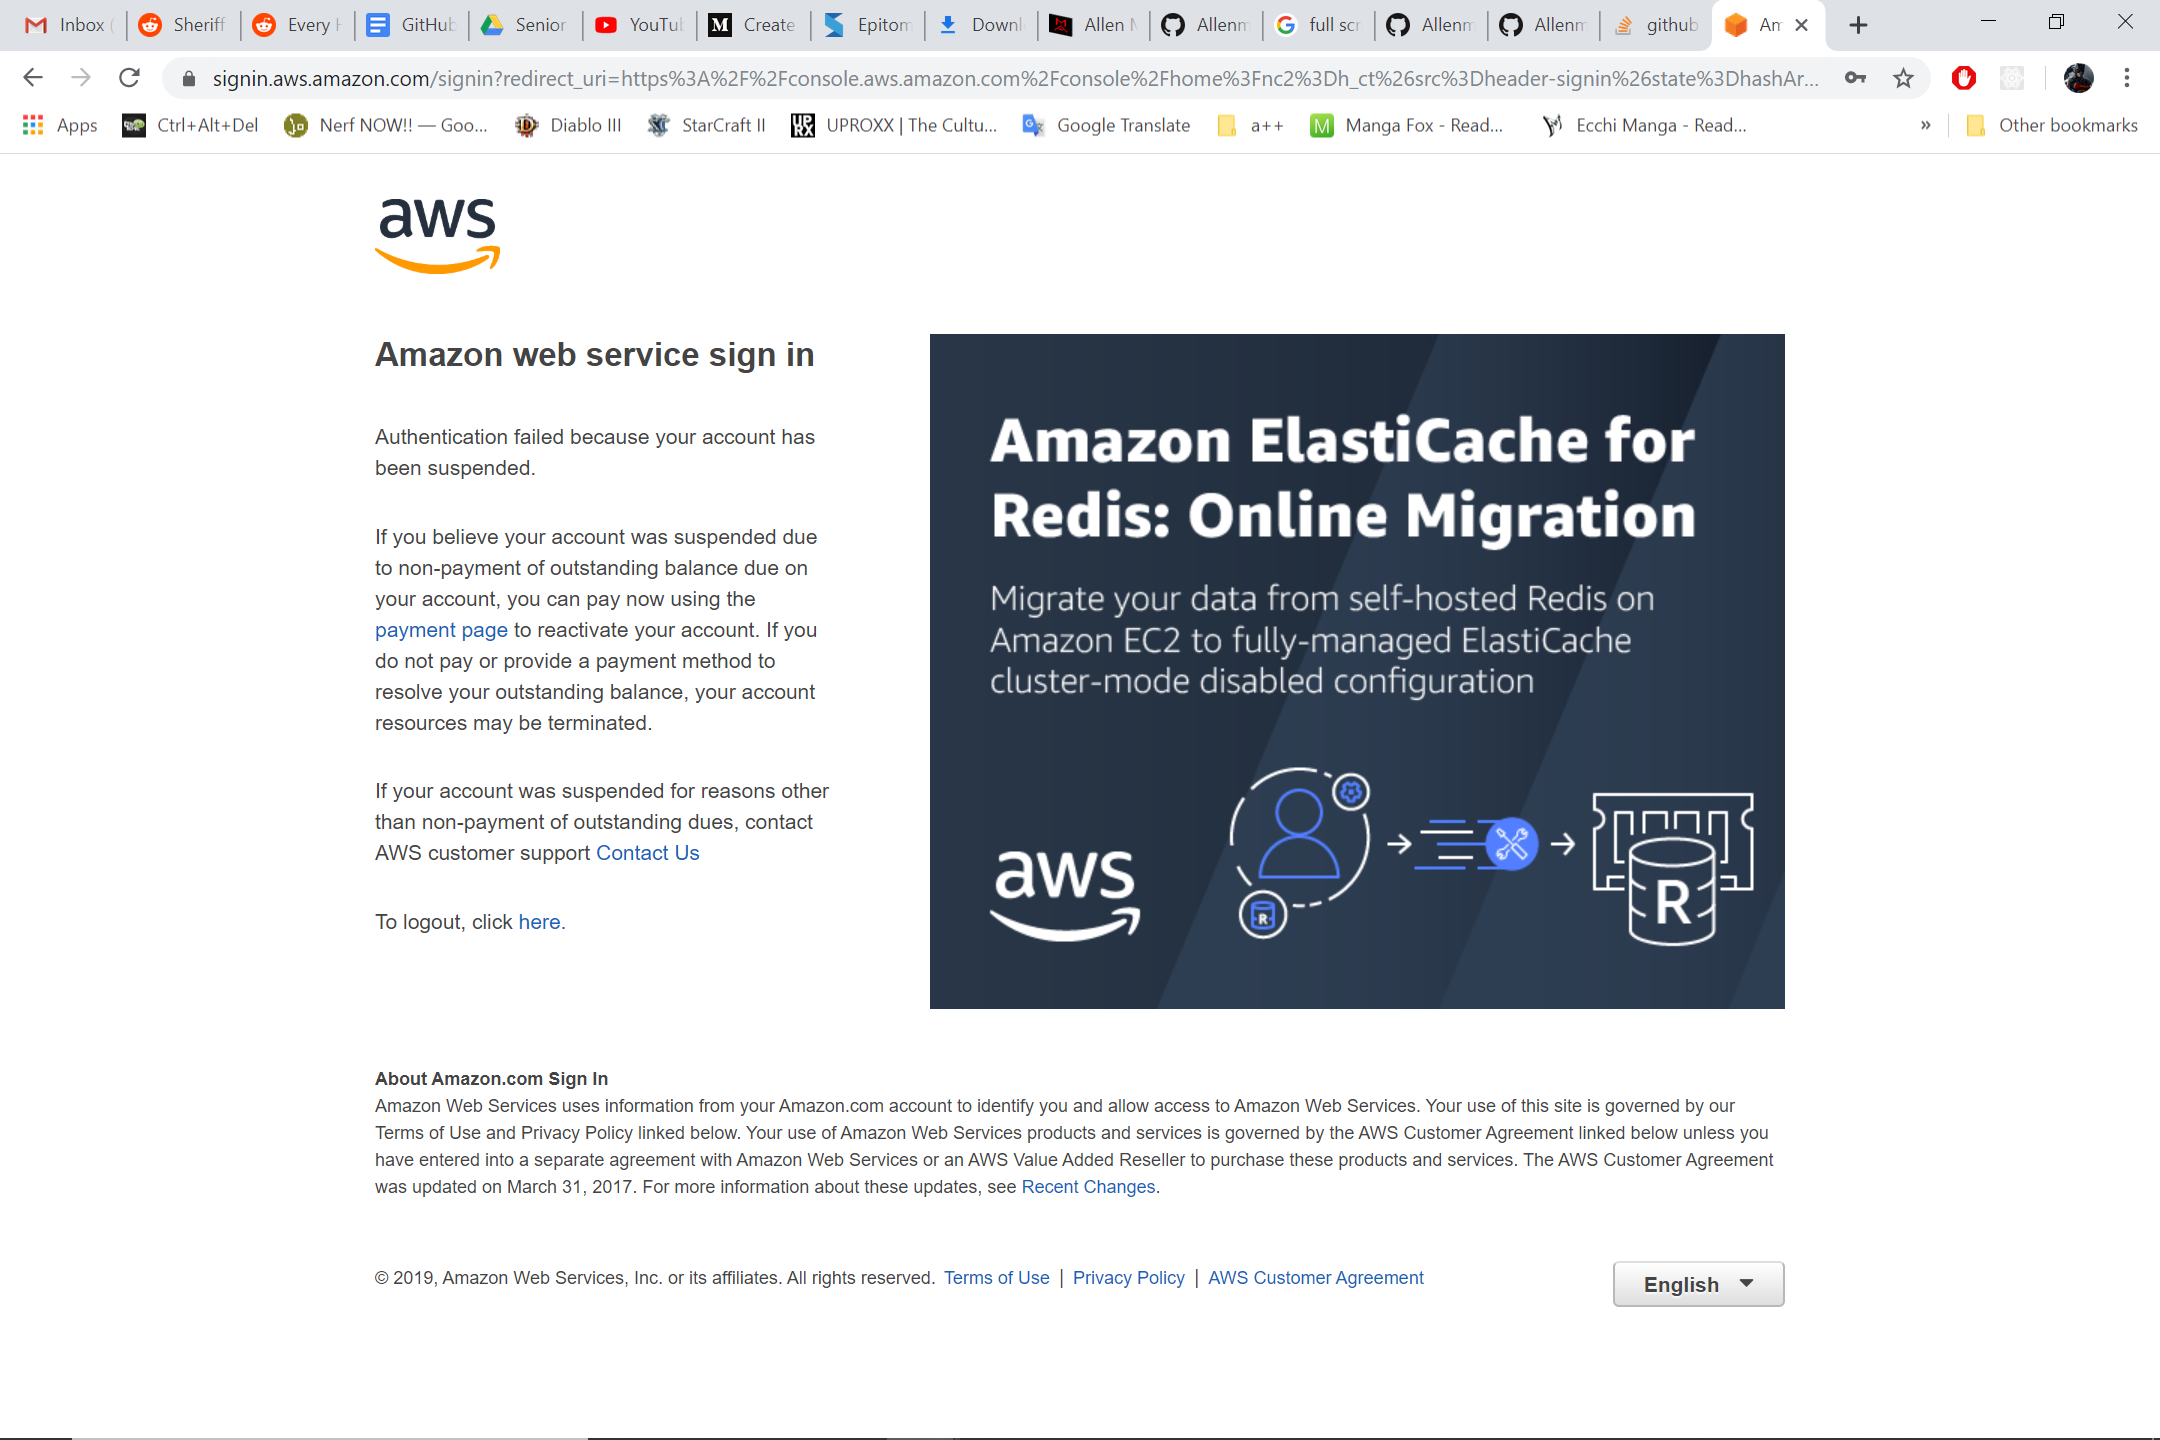 Inbox
Sheriff
Every
GitHub
Senior
YouTub
Create
Epitom
Downl
Allen
Allenm
full scr
Allenm
Allenm
github
Am
signin.aws.amazon.com/signin?redirect_uri=https%3A%2F%2Fconsole.aws.amazon.com%2Fconsole%2Fhome%3Fnc2%3Dh_ct%26src%3Dheader-signin%26state%3DhashAr...
Apps
Ctrl+Alt+Del
Nerf NOW!! — Goo...
Diablo III
StarCraft II
UPROXX | The Cultu...
Google Translate
a++
Manga Fox - Read...
Ecchi Manga - Read...
»
Other bookmarks
aws
Amazon web service sign in
Authentication failed because your account has
been suspended.
If you believe your account was suspended due
to non-payment of outstanding balance due on
your account, you can pay now using the
payment page to reactivate your account. If you
do not pay or provide a payment method to
resolve your outstanding balance, your account
resources may be terminated.
If your account was suspended for reasons other
than non-payment of outstanding dues, contact
AWS customer support Contact Us
To logout, click here.
Amazon ElastiCache for
Redis: Online Migration
Migrate your data from self-hosted Redis on
Amazon EC2 to fully-managed ElastiCache
cluster-mode disabled configuration
aws
R
R
About Amazon.com Sign In
Amazon Web Services uses information from your Amazon.com account to identify you and allow access to Amazon Web Services. Your use of this site is governed by our
Terms of Use and Privacy Policy linked below. Your use of Amazon Web Services products and services is governed by the AWS Customer Agreement linked below unless you
have entered into a separate agreement with Amazon Web Services or an AWS Value Added Reseller to purchase these products and services. The AWS Customer Agreement
was updated on March 31, 2017. For more information about these updates, see Recent Changes.
© 2019, Amazon Web Services, Inc. or its affiliates. All rights reserved. Terms of Use | Privacy Policy | AWS Customer Agreement
English